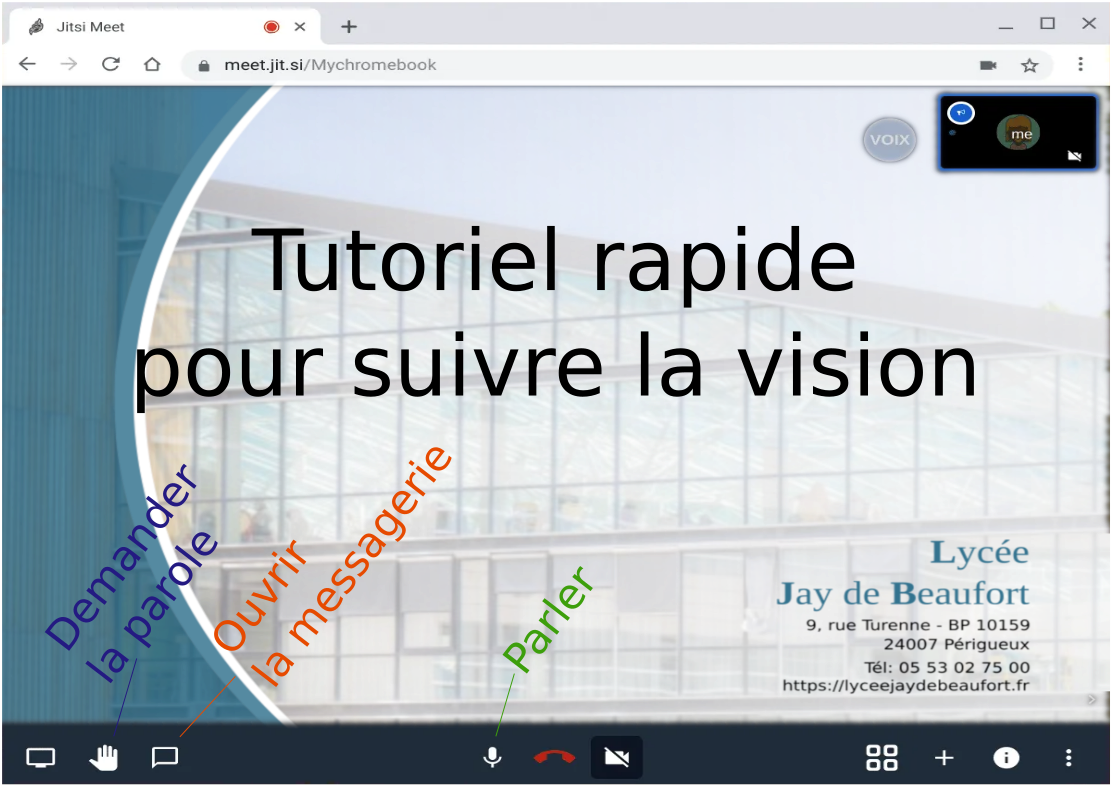 Jitsi Meet
meet.jit.si/Mychromebook
VOIX
me
Tutoriel rapide
pour suivre la vision
Demander
la parole
Ouvrir
la messagerie
Parler
Lycée
Jay de Beaufort
9, rue Turenne - BP 10159
24007 Périgueux
Tél: 05 53 02 75 00
https://lyceejaydebeaufort.fr